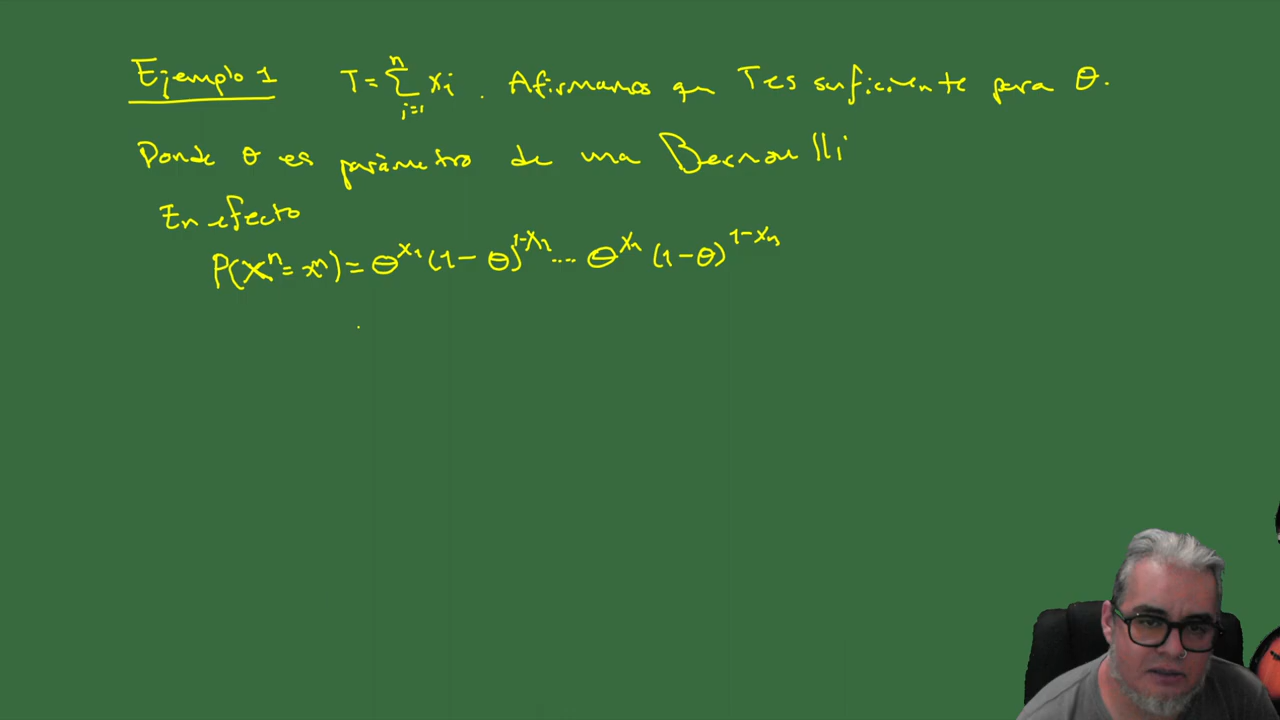 Ejemplo 1 T = ∑_{i=1}^{n} x_i . Afirmamos que T es suficiente para θ.
Donde θ es parámetro de una Bernoulli
En efecto
P(X^n = x^n) = θ^{x_1} (1-θ)^{1-x_1} .... θ^{x_n} (1-θ)^{1-x_n}